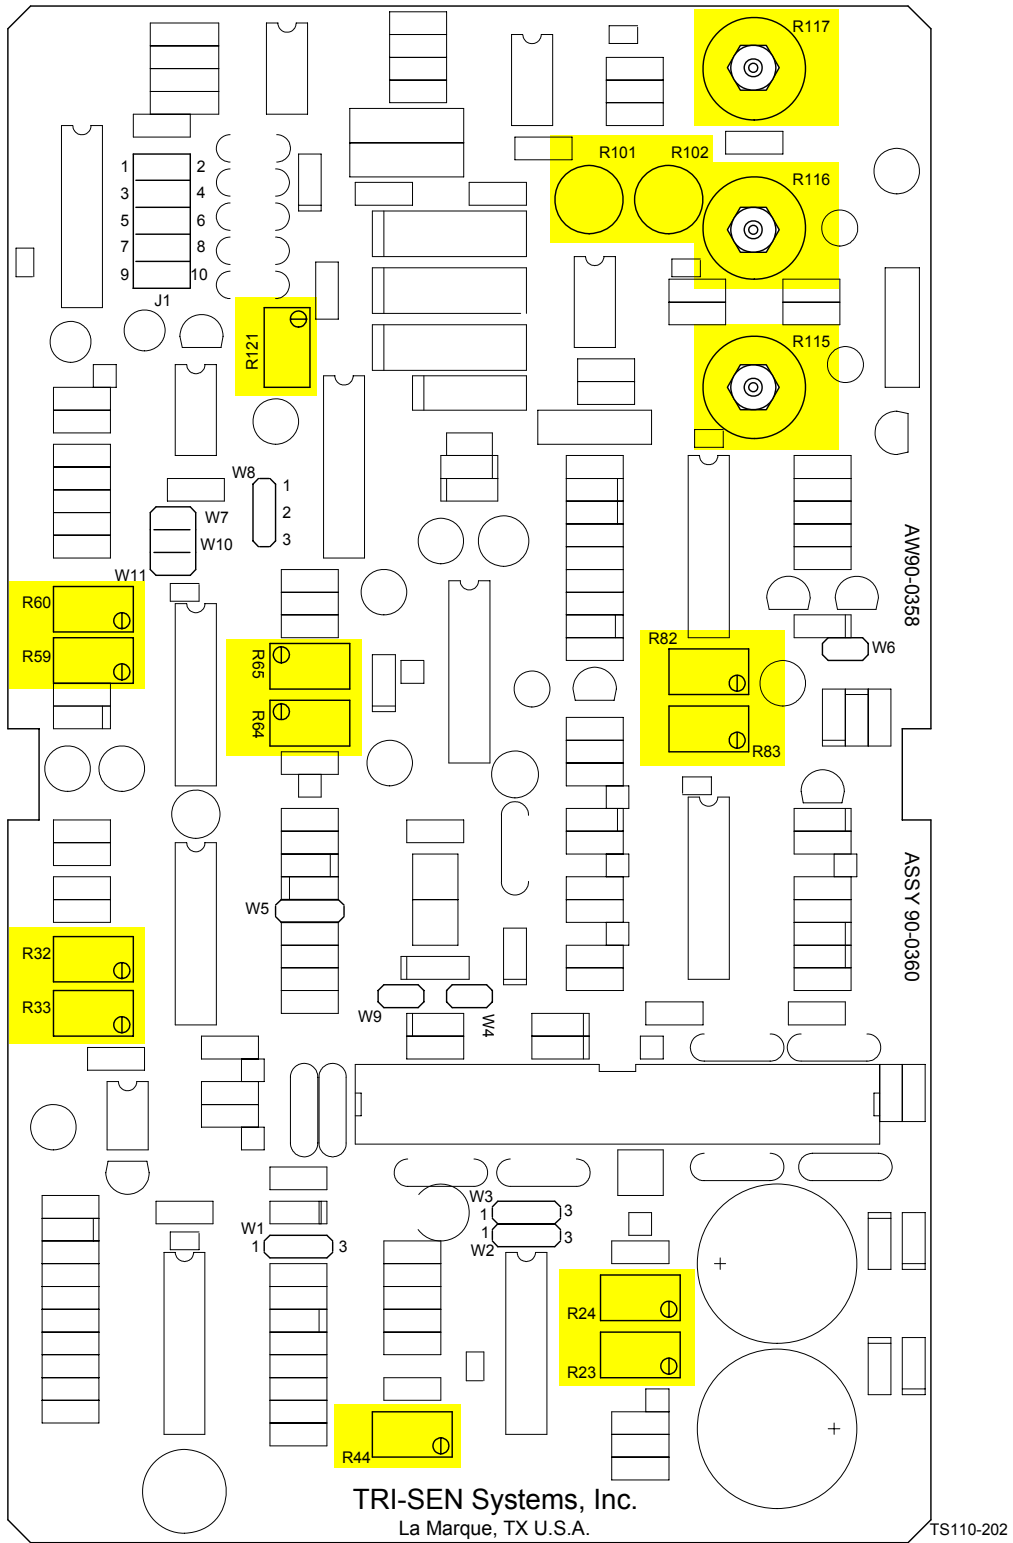 R117
R101 R102
1 2
3 4
R116
5 6
7 8
9 10
J1
R121
R115
W8
1
2
3
W7
W10
AW90-0358
W11
R60
R59
R65
R64
R82
W6
R83
ASSY 90-0360
W5
R32
R33
W9
W4
W3
1 3
W1
1 3
1 3
W2
R24
R23
R44
TRI-SEN Systems, Inc.
La Marque, TX U.S.A.
TS110-202
+
+